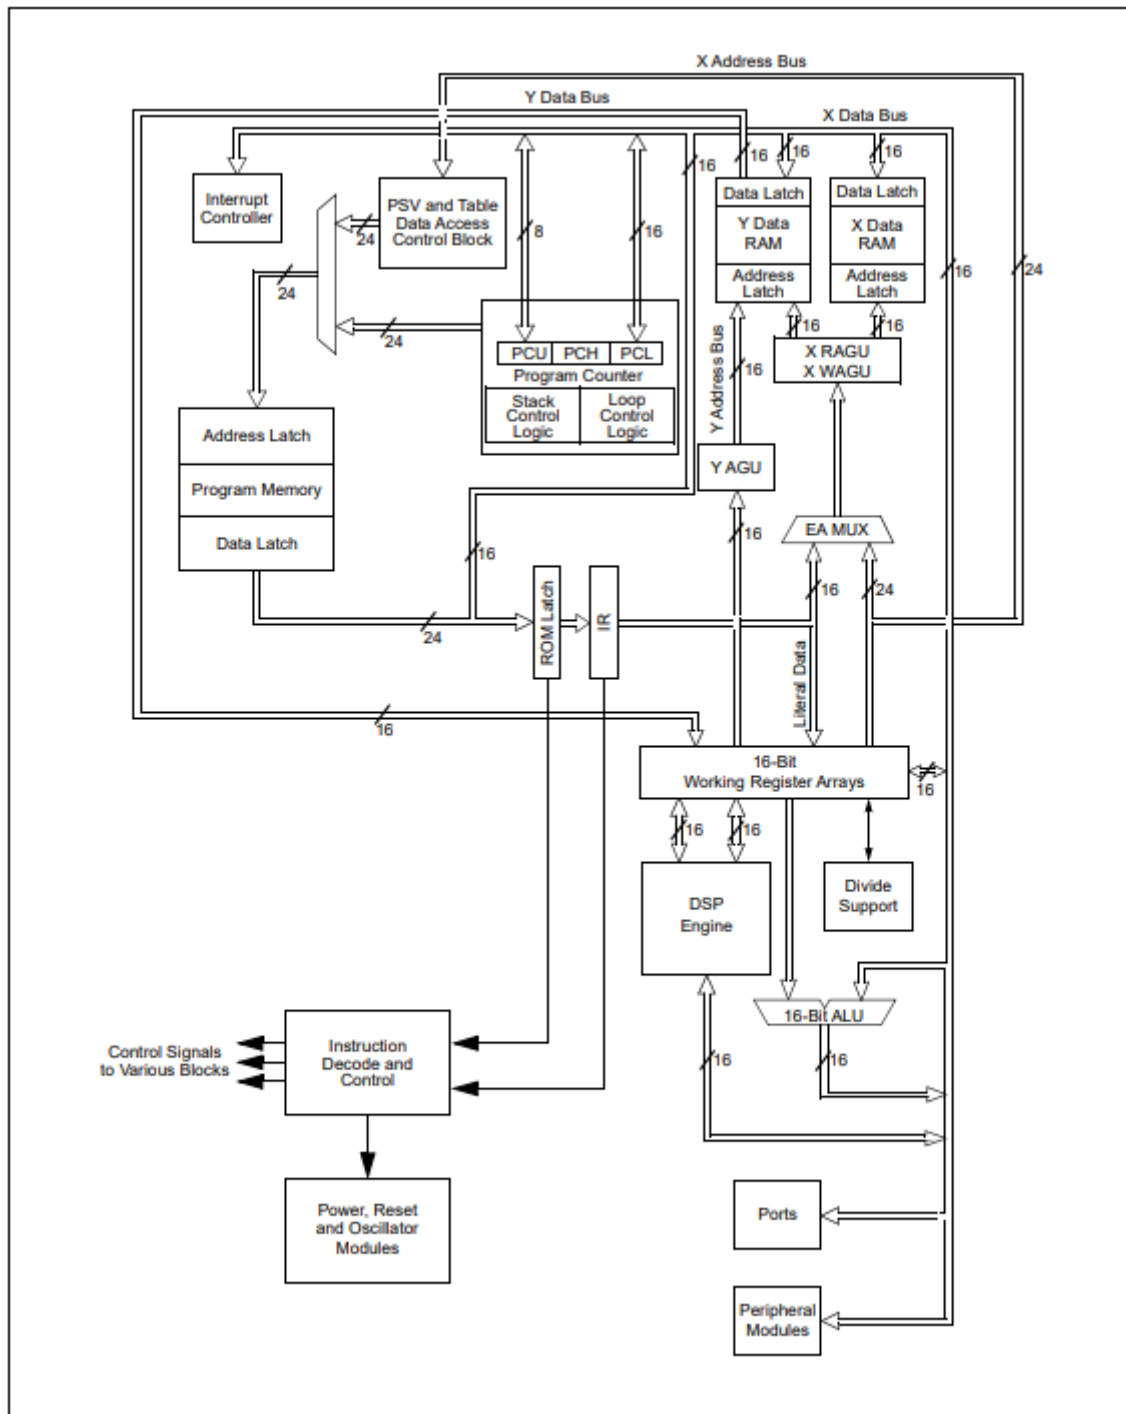 X Address Bus
Y Data Bus
X Data Bus
16
16
16
16
Interrupt
Controller
PSV and Table
Data Access
Control Block
24
8
16
Data Latch
Y Data
RAM
Address
Latch
Data Latch
X Data
RAM
Address
Latch
16
24
24
24
16
16
X RAGU
X WAGU
PCU
PCH
PCL
Program Counter
Stack
Control
Logic
Loop
Control
Logic
Y Address Bus
16
Address Latch
Program Memory
Data Latch
Y AGU
EA MUX
16
16
16
24
24
ROM Latch
IR
Literal Data
16
16-Bit
Working Register Arrays
16
16
16
DSP
Engine
Divide
Support
16-Bit ALU
16
16
Control Signals
to Various Blocks
Instruction
Decode and
Control
Power, Reset
and Oscillator
Modules
Ports
Peripheral
Modules